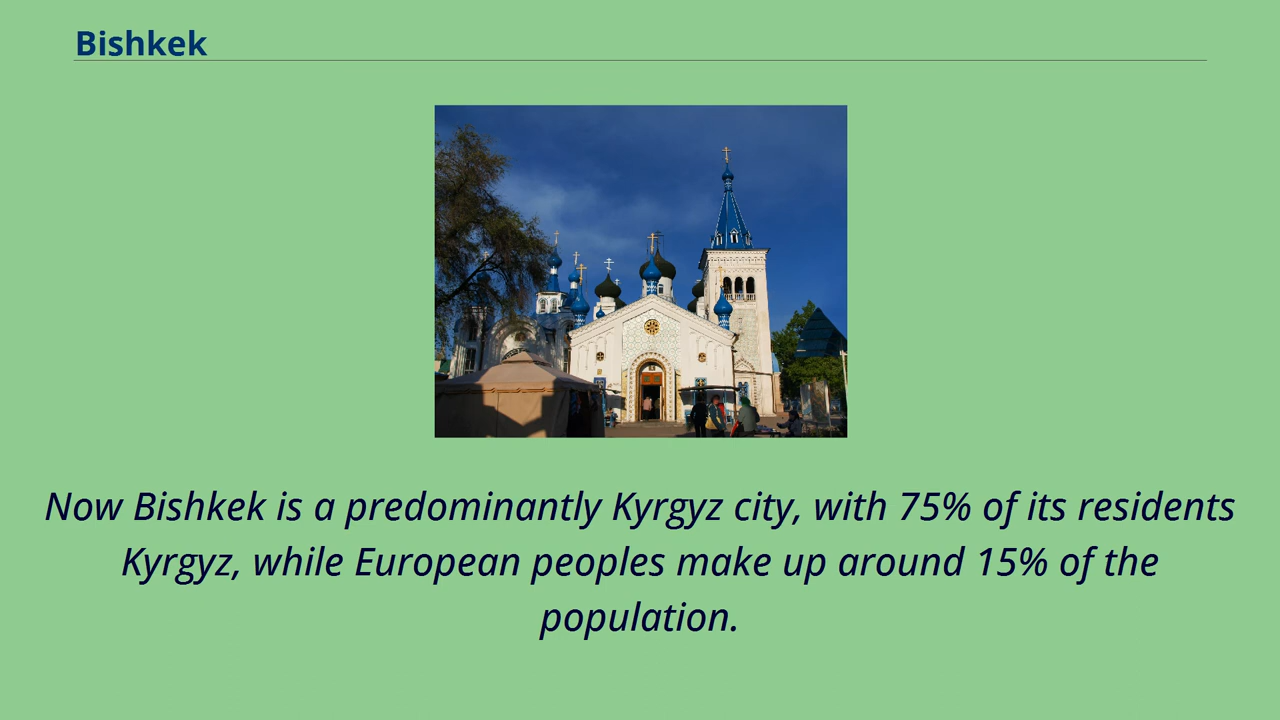 Bishkek
Now Bishkek is a predominantly Kyrgyz city, with 75% of its residents
Kyrgyz, while European peoples make up around 15% of the
population.